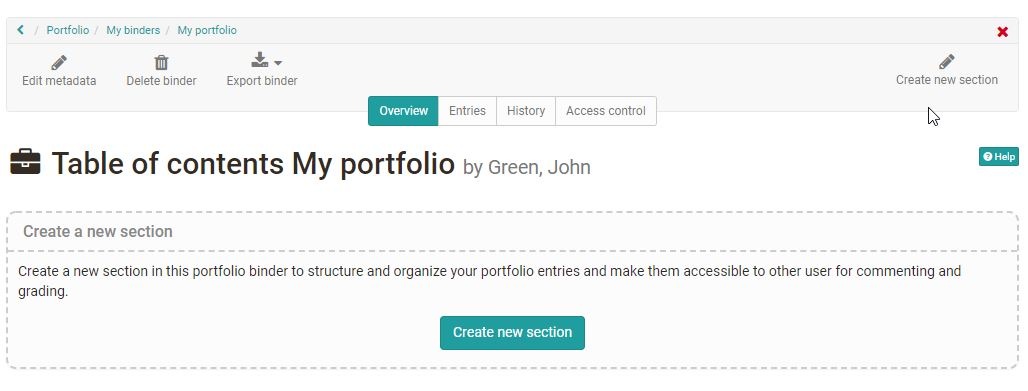 / Portfolio / My binders / My portfolio
Edit metadata Delete binder Export binder Create new section
Overview Entries History Access control
Table of contents My portfolio by Green, John
Help
Create a new section
Create a new section in this portfolio binder to structure and organize your portfolio entries and make them accessible to other user for commenting and
grading.
Create new section